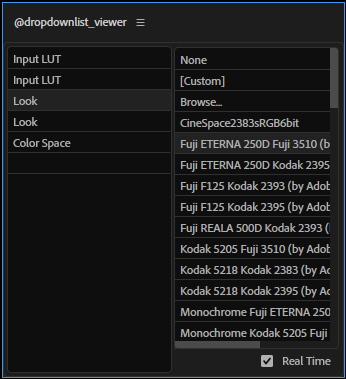 @dropdownlist_viewer
Input LUT
Input LUT
Look
Look
Color Space
None
[Custom]
Browse...
CineSpace2383sRGB6bit
Fuji ETERNA 250D Fuji 3510 (b
Fuji ETERNA 250D Kodak 2395
Fuji F125 Kodak 2393 (by Adob
Fuji F125 Kodak 2395 (by Adob
Fuji REALA 500D Kodak 2393 (
Kodak 5205 Fuji 3510 (by Adob
Kodak 5218 Kodak 2383 (by Ad
Kodak 5218 Kodak 2395 (by Ad
Monochrome Fuji ETERNA 250
Monochrome Kodak 5205 Fuji
Real Time